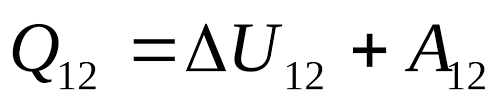 Q₁₂ = ΔU₁₂ + A₁₂